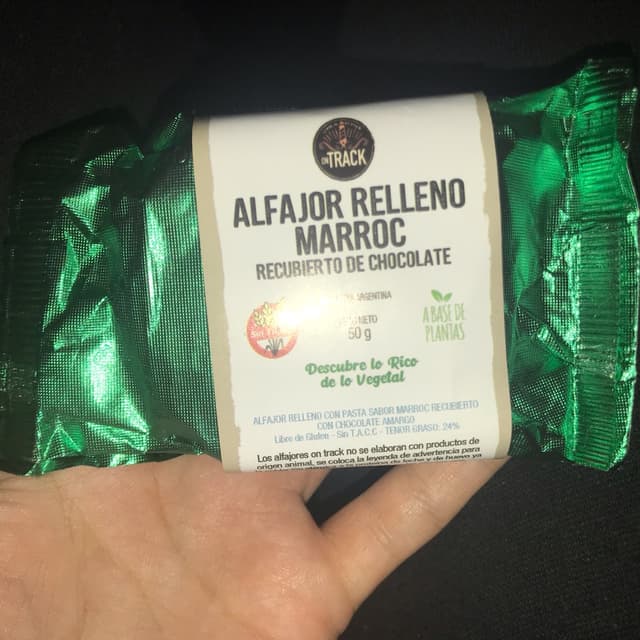 ON TRACK
ALFAJOR RELLENO
MARROC
RECUBIERTO DE CHOCOLATE
ARGENTINA
NETO
50 g
A BASE DE
PLANTAS
Descubre lo Rico
de lo Vegetal
ALFAJOR RELLENO CON PASTA SABOR MARROC RECUBIERTO
CON CHOCOLATE AMARGO
Libre de Gluten - Sin T.A.C.C - TENOR GRASO: 24%
Los alfajores on track no se elaboran con productos de
origen animal, se coloca la leyenda de advertencia para